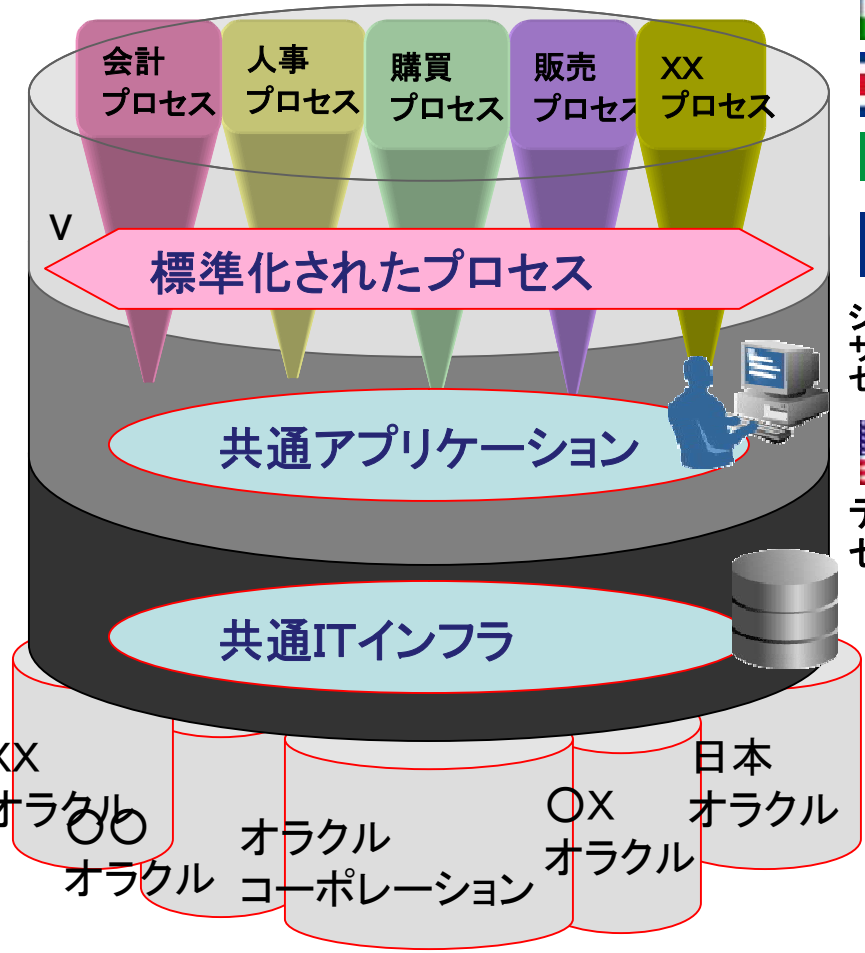 会計
プロセス
人事
プロセス
購買
プロセス
販売
プロセス
XX
プロセス
V
標準化されたプロセス
共通アプリケーション
共通ITインフラ
XX
オラクル
〇〇
オラクル
オラクル
コーポレーション
〇X
オラクル
日本
オラクル